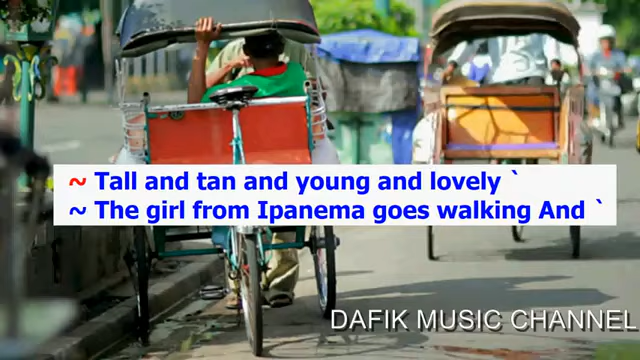 ~ Tall and tan and young and lovely `
~ The girl from Ipanema goes walking And `
DAFIK MUSIC CHANNEL